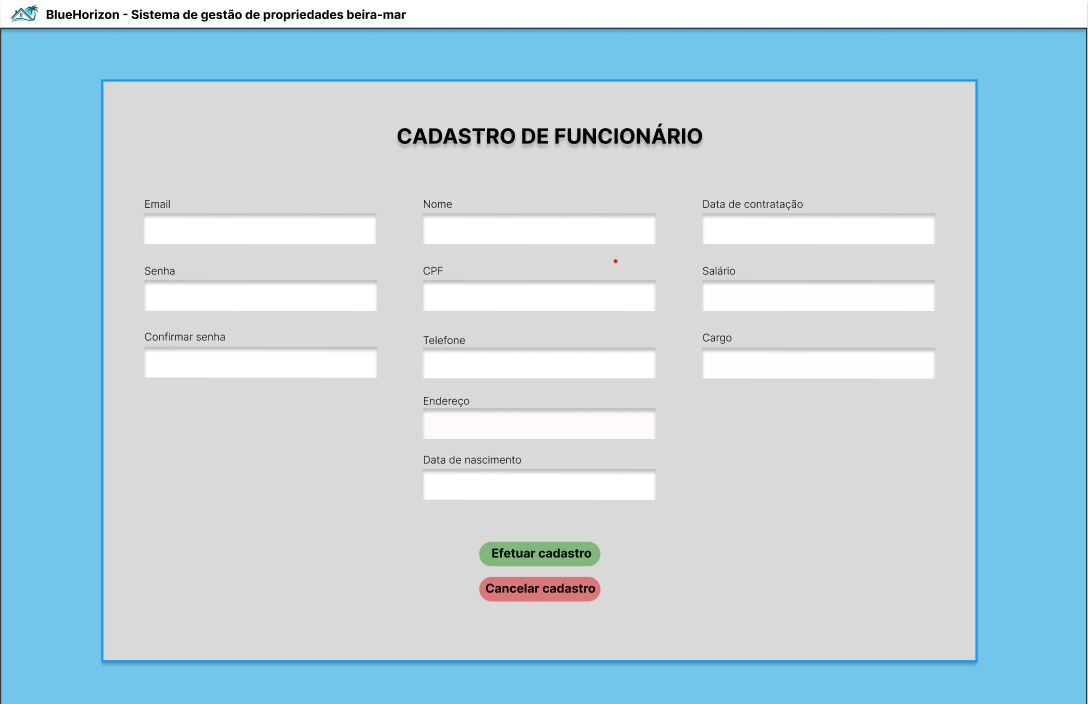 BlueHorizon - Sistema de gestão de propriedades beira-mar
CADASTRO DE FUNCIONÁRIO
Email
Nome
Data de contratação
Senha
CPF
Salário
Confirmar senha
Telefone
Cargo
Endereço
Data de nascimento
Efetuar cadastro
Cancelar cadastro